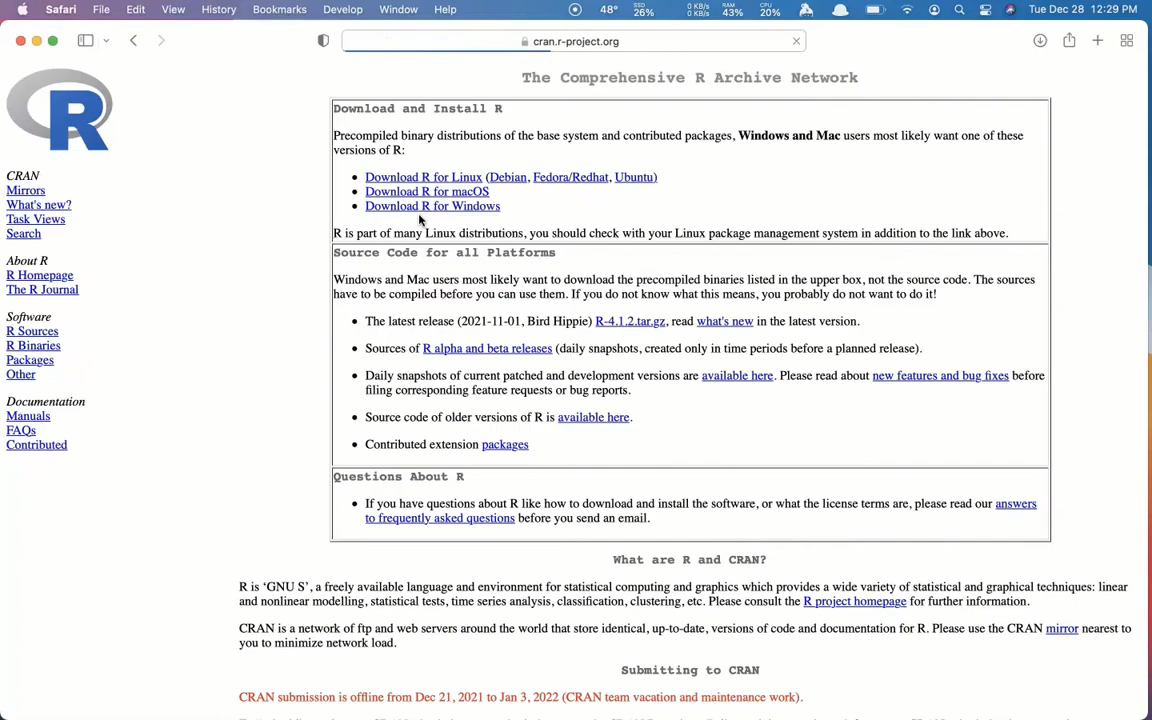 Safari File Edit View History Bookmarks Develop Window Help 48° SSD 26% 0 KB/s 0 KB/s RAM 43% CPU 20% Tue Dec 28 12:29 PM
cran.r-project.org
The Comprehensive R Archive Network
R
CRAN
Mirrors
What's new?
Task Views
Search
About R
R Homepage
The R Journal
Software
R Sources
R Binaries
Packages
Other
Documentation
Manuals
FAQs
Contributed
Download and Install R
Precompiled binary distributions of the base system and contributed packages, Windows and Mac users most likely want one of these
versions of R:
• Download R for Linux (Debian, Fedora/Redhat, Ubuntu)
• Download R for macOS
• Download R for Windows
R is part of many Linux distributions, you should check with your Linux package management system in addition to the link above.
Source Code for all Platforms
Windows and Mac users most likely want to download the precompiled binaries listed in the upper box, not the source code. The sources
have to be compiled before you can use them. If you do not know what this means, you probably do not want to do it!
• The latest release (2021-11-01, Bird Hippie) R-4.1.2.tar.gz, read what's new in the latest version.
• Sources of R alpha and beta releases (daily snapshots, created only in time periods before a planned release).
• Daily snapshots of current patched and development versions are available here. Please read about new features and bug fixes before
filing corresponding feature requests or bug reports.
• Source code of older versions of R is available here.
• Contributed extension packages
Questions About R
• If you have questions about R like how to download and install the software, or what the license terms are, please read our answers
to frequently asked questions before you send an email.
What are R and CRAN?
R is ‘GNU S’, a freely available language and environment for statistical computing and graphics which provides a wide variety of statistical and graphical techniques: linear
and nonlinear modelling, statistical tests, time series analysis, classification, clustering, etc. Please consult the R project homepage for further information.
CRAN is a network of ftp and web servers around the world that store identical, up-to-date, versions of code and documentation for R. Please use the CRAN mirror nearest to
you to minimize network load.
Submitting to CRAN
CRAN submission is offline from Dec 21, 2021 to Jan 3, 2022 (CRAN team vacation and maintenance work).